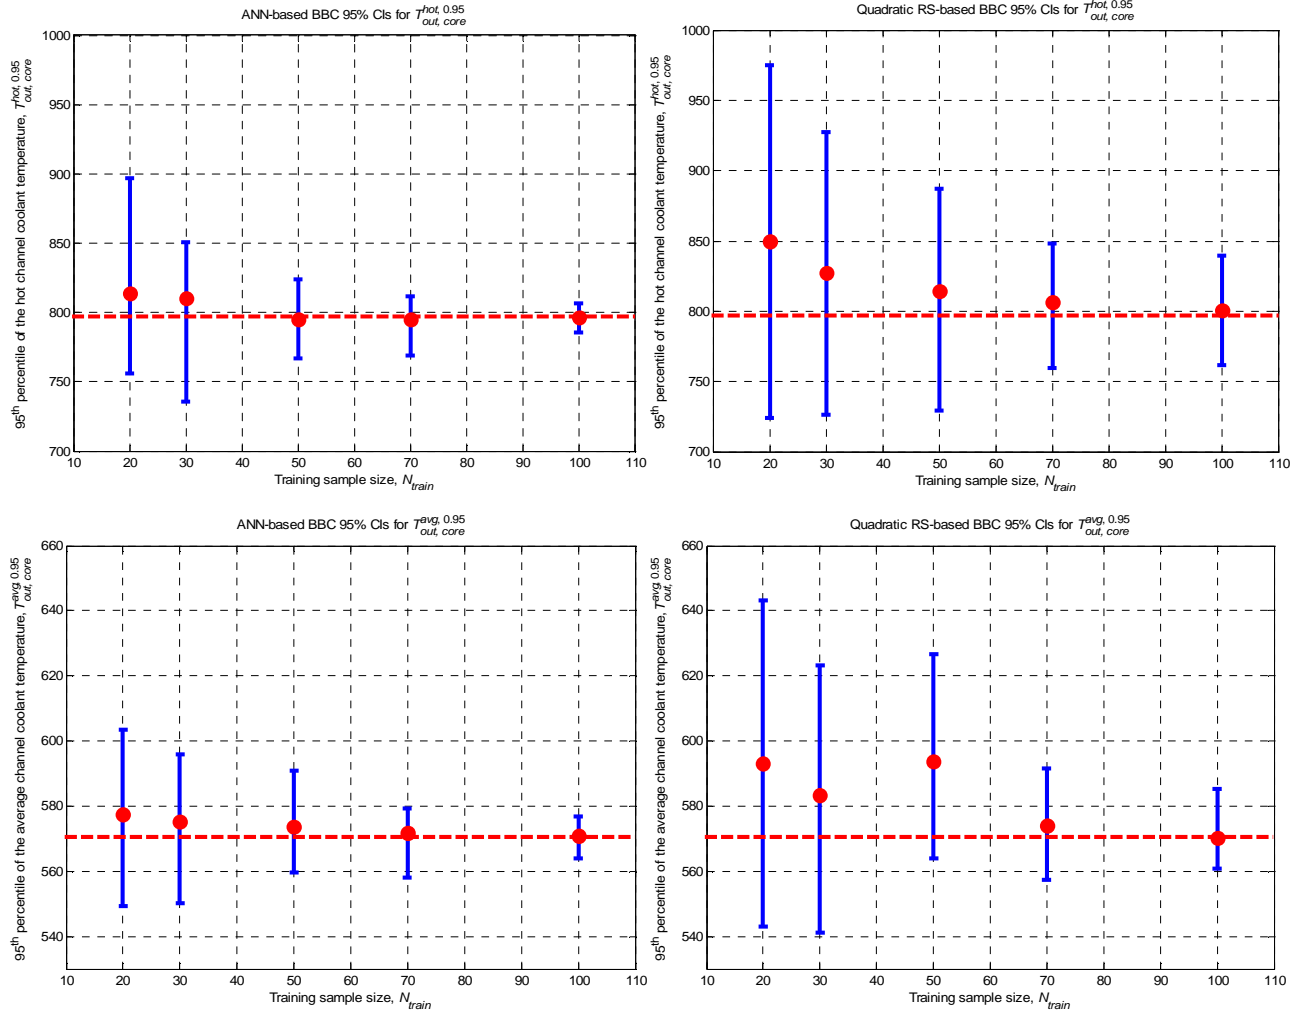 ANN-based BBC 95% CIs for T^{hot, 0.95}_{out, core}
95th percentile of the hot channel coolant temperature, T^{hot, 0.95}_{out, core}
1000
950
900
850
800
750
700
10 20 30 40 50 60 70 80 90 100 110
Training sample size, N_{train}
Quadratic RS-based BBC 95% CIs for T^{hot, 0.95}_{out, core}
95th percentile of the hot channel coolant temperature, T^{hot, 0.95}_{out, core}
1000
950
900
850
800
750
700
10 20 30 40 50 60 70 80 90 100 110
Training sample size, N_{train}
ANN-based BBC 95% CIs for T^{avg, 0.95}_{out, core}
95th percentile of the average channel coolant temperature, T^{avg, 0.95}_{out, core}
660
640
620
600
580
560
540
10 20 30 40 50 60 70 80 90 100 110
Training sample size, N_{train}
Quadratic RS-based BBC 95% CIs for T^{avg, 0.95}_{out, core}
95th percentile of the average channel coolant temperature, T^{avg, 0.95}_{out, core}
660
640
620
600
580
560
540
10 20 30 40 50 60 70 80 90 100 110
Training sample size, N_{train}